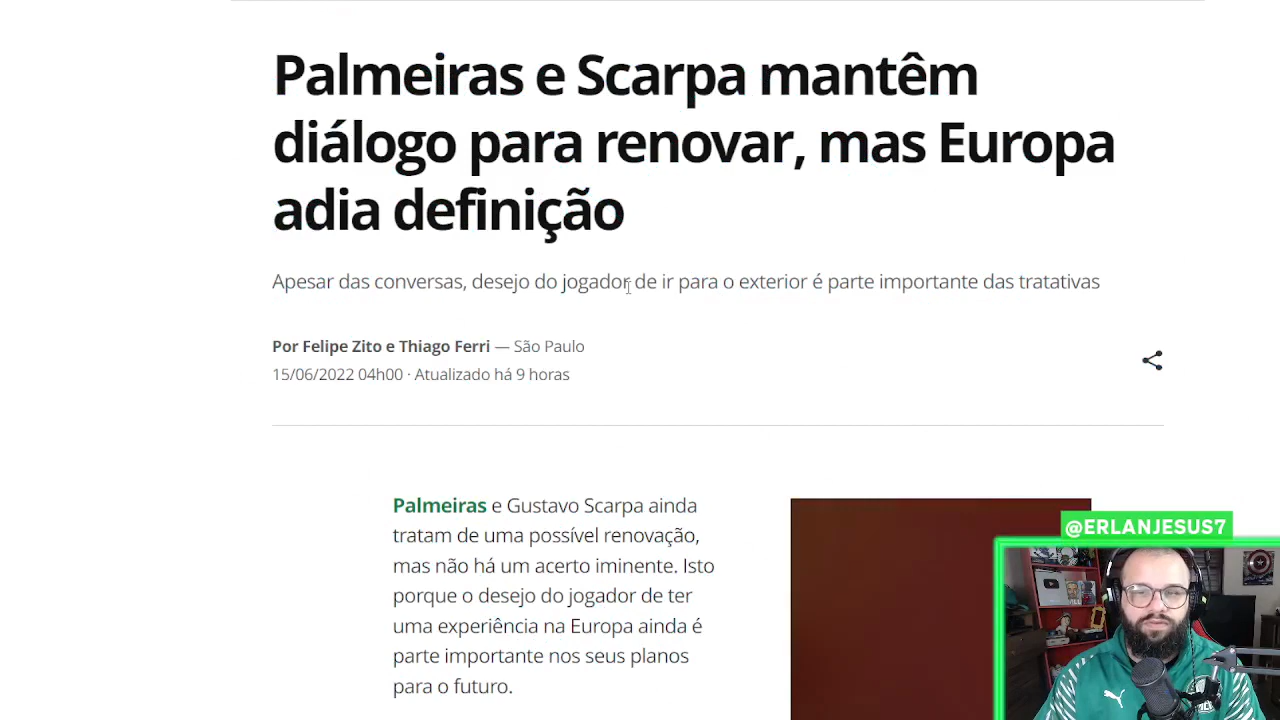 Palmeiras e Scarpa mantêm
diálogo para renovar, mas Europa
adia definição
Apesar das conversas, desejo do jogador de ir para o exterior é parte importante das tratativas
Por Felipe Zito e Thiago Ferri — São Paulo
15/06/2022 04h00 · Atualizado há 9 horas
Palmeiras e Gustavo Scarpa ainda
tratam de uma possível renovação,
mas não há um acerto iminente. Isto
porque o desejo do jogador de ter
uma experiência na Europa ainda é
parte importante nos seus planos
para o futuro.
@ERLANJESUS7